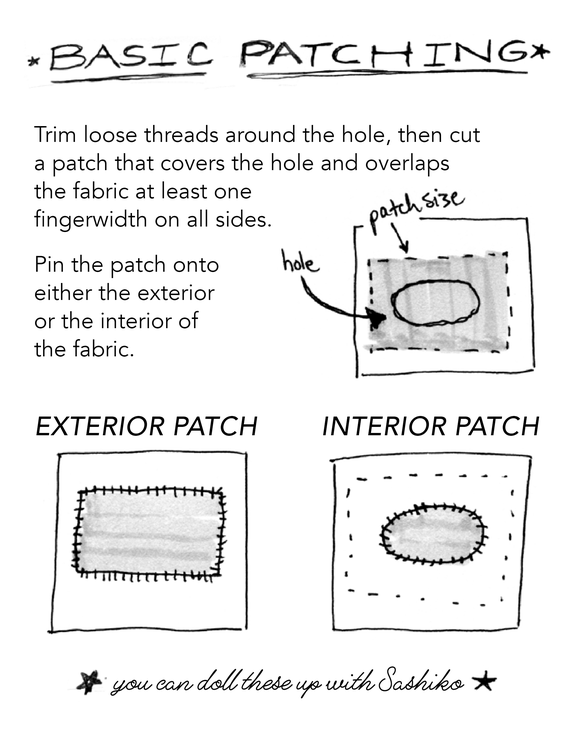 *BASIC PATCHING*
Trim loose threads around the hole, then cut
a patch that covers the hole and overlaps
the fabric at least one
fingerwidth on all sides.
patch size
hole
Pin the patch onto
either the exterior
or the interior of
the fabric.
EXTERIOR PATCH
INTERIOR PATCH
★ you can doll these up with Sashiko ★